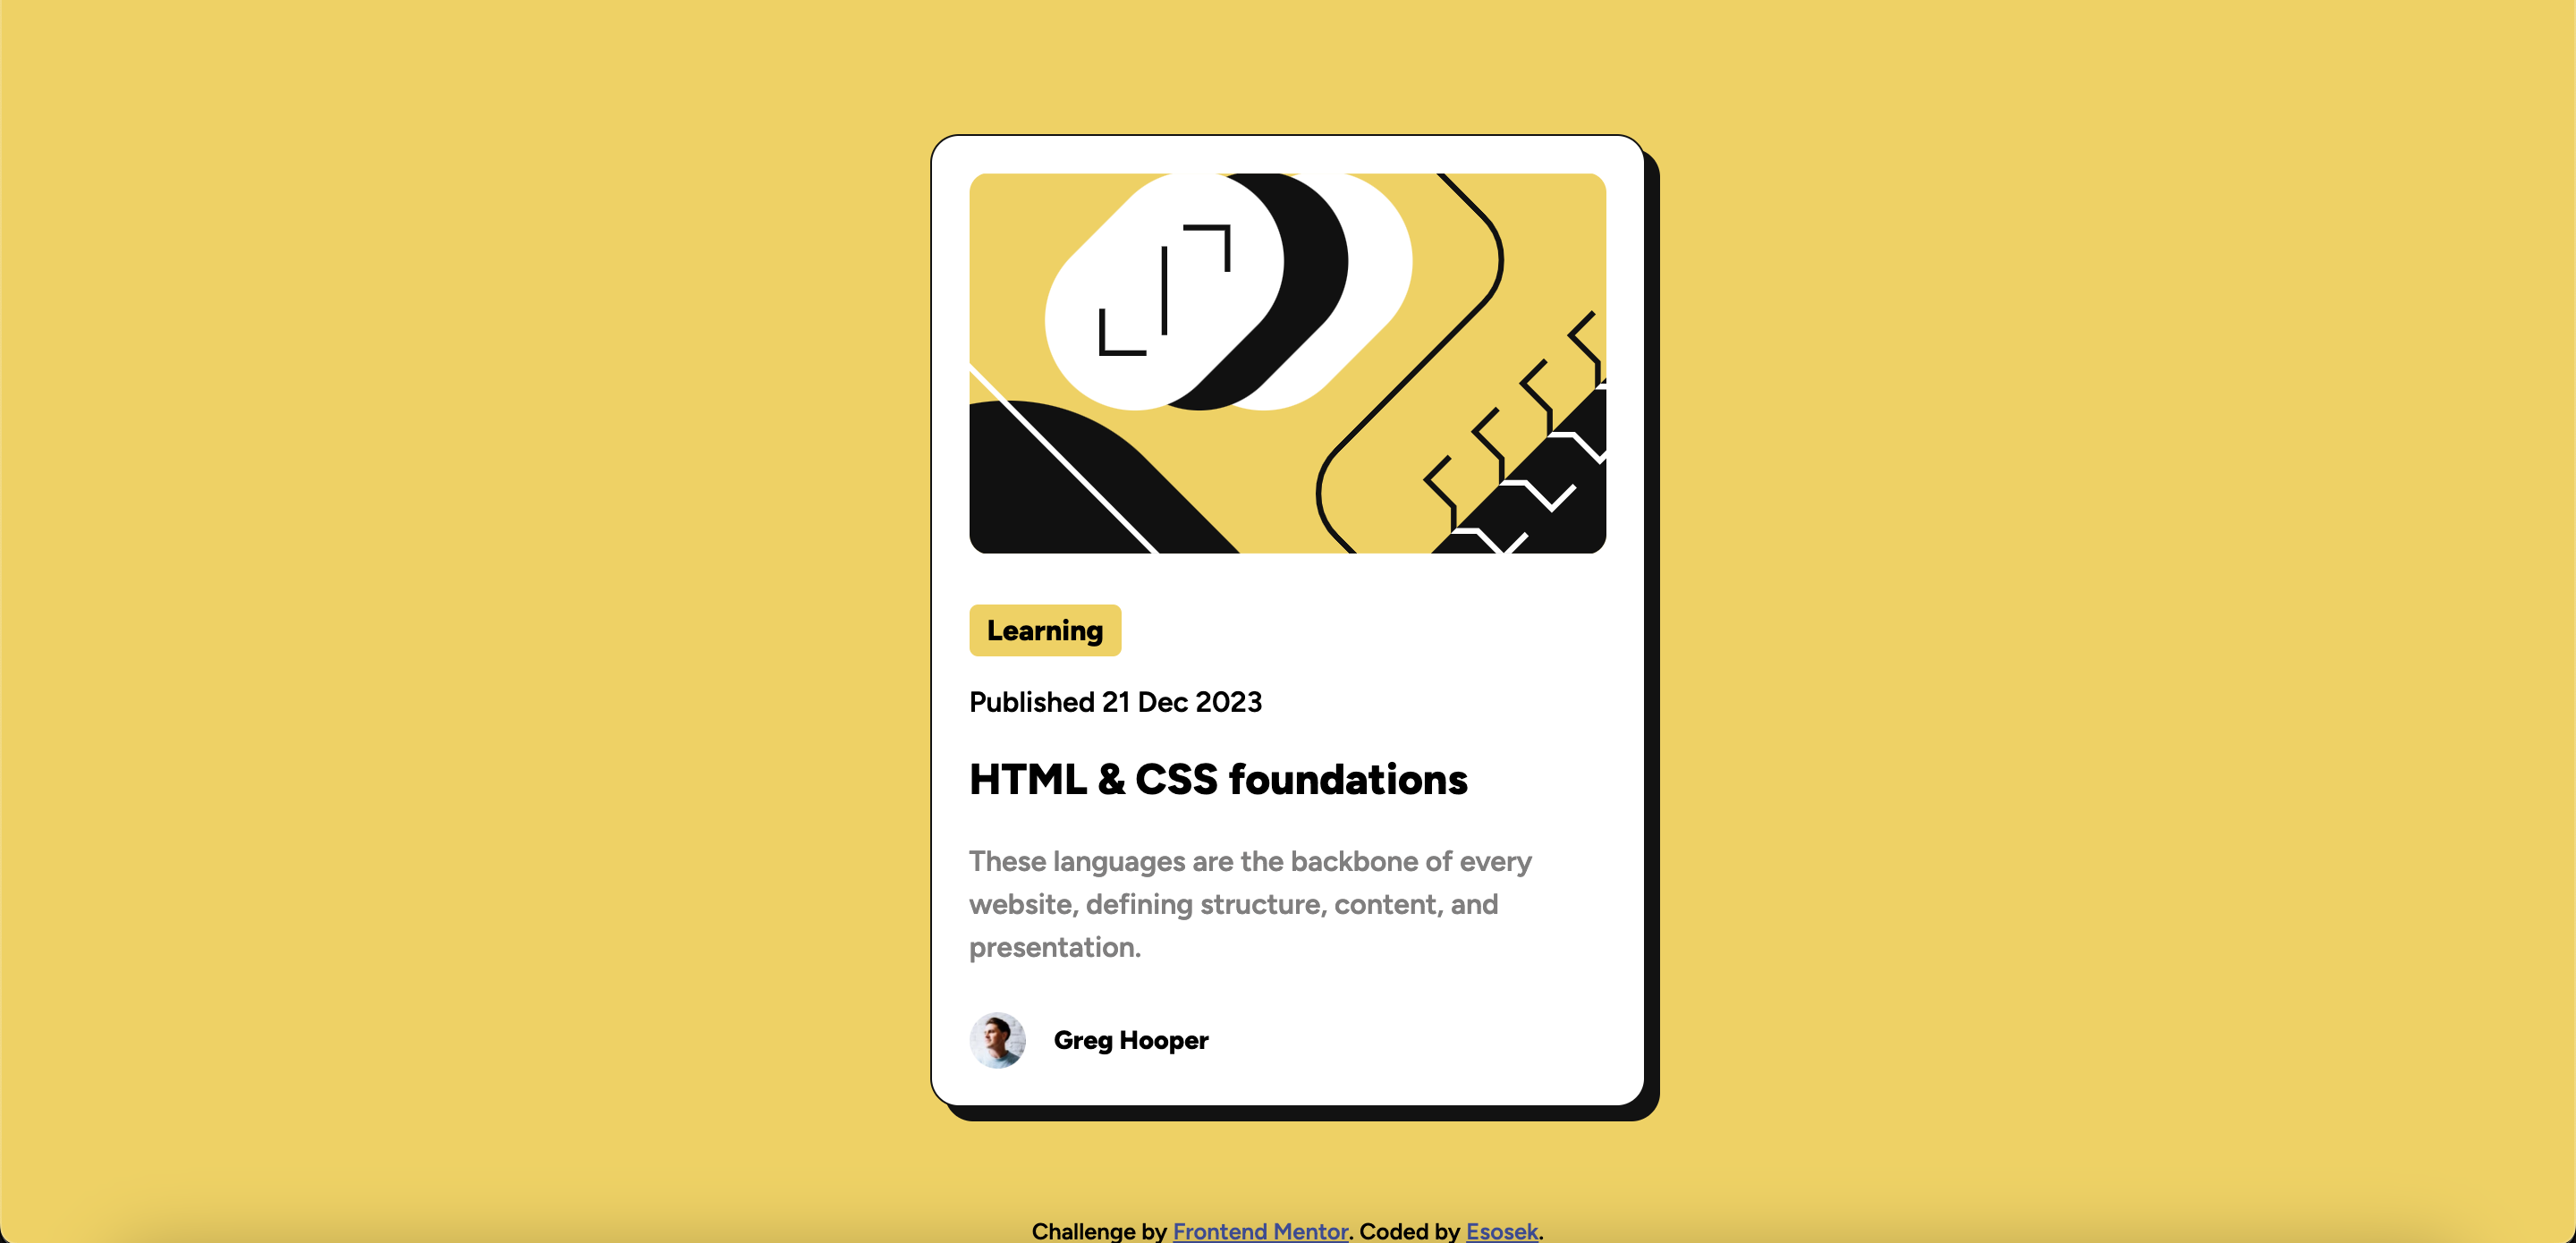 Learning
Published 21 Dec 2023
HTML & CSS foundations
These languages are the backbone of every
website, defining structure, content, and
presentation.
Greg Hooper
Challenge by Frontend Mentor. Coded by Esosek.